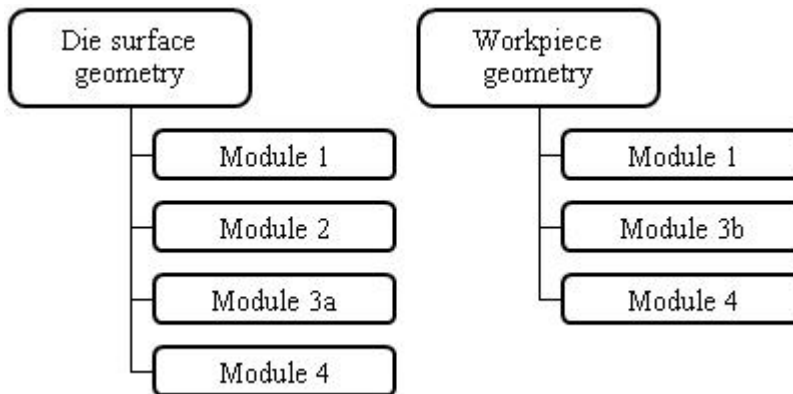 Die surface
geometry
Module 1
Module 2
Module 3a
Module 4
Workpiece
geometry
Module 1
Module 3b
Module 4